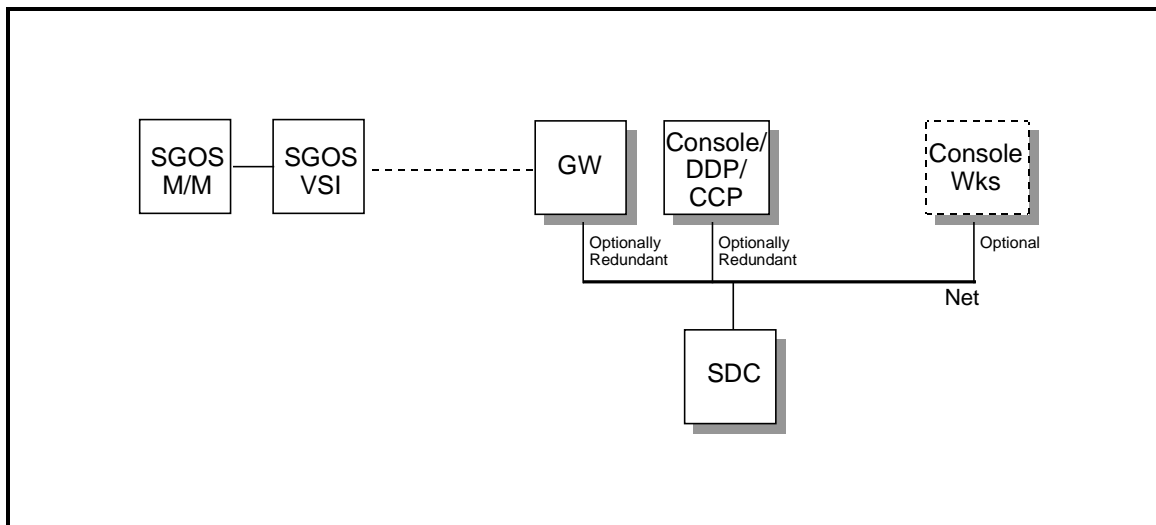 SGOS
M/M
SGOS
VSI
GW
Console/
DDP/
CCP
Console
Wks
Optionally
Redundant
Optionally
Redundant
Optional
Net
SDC